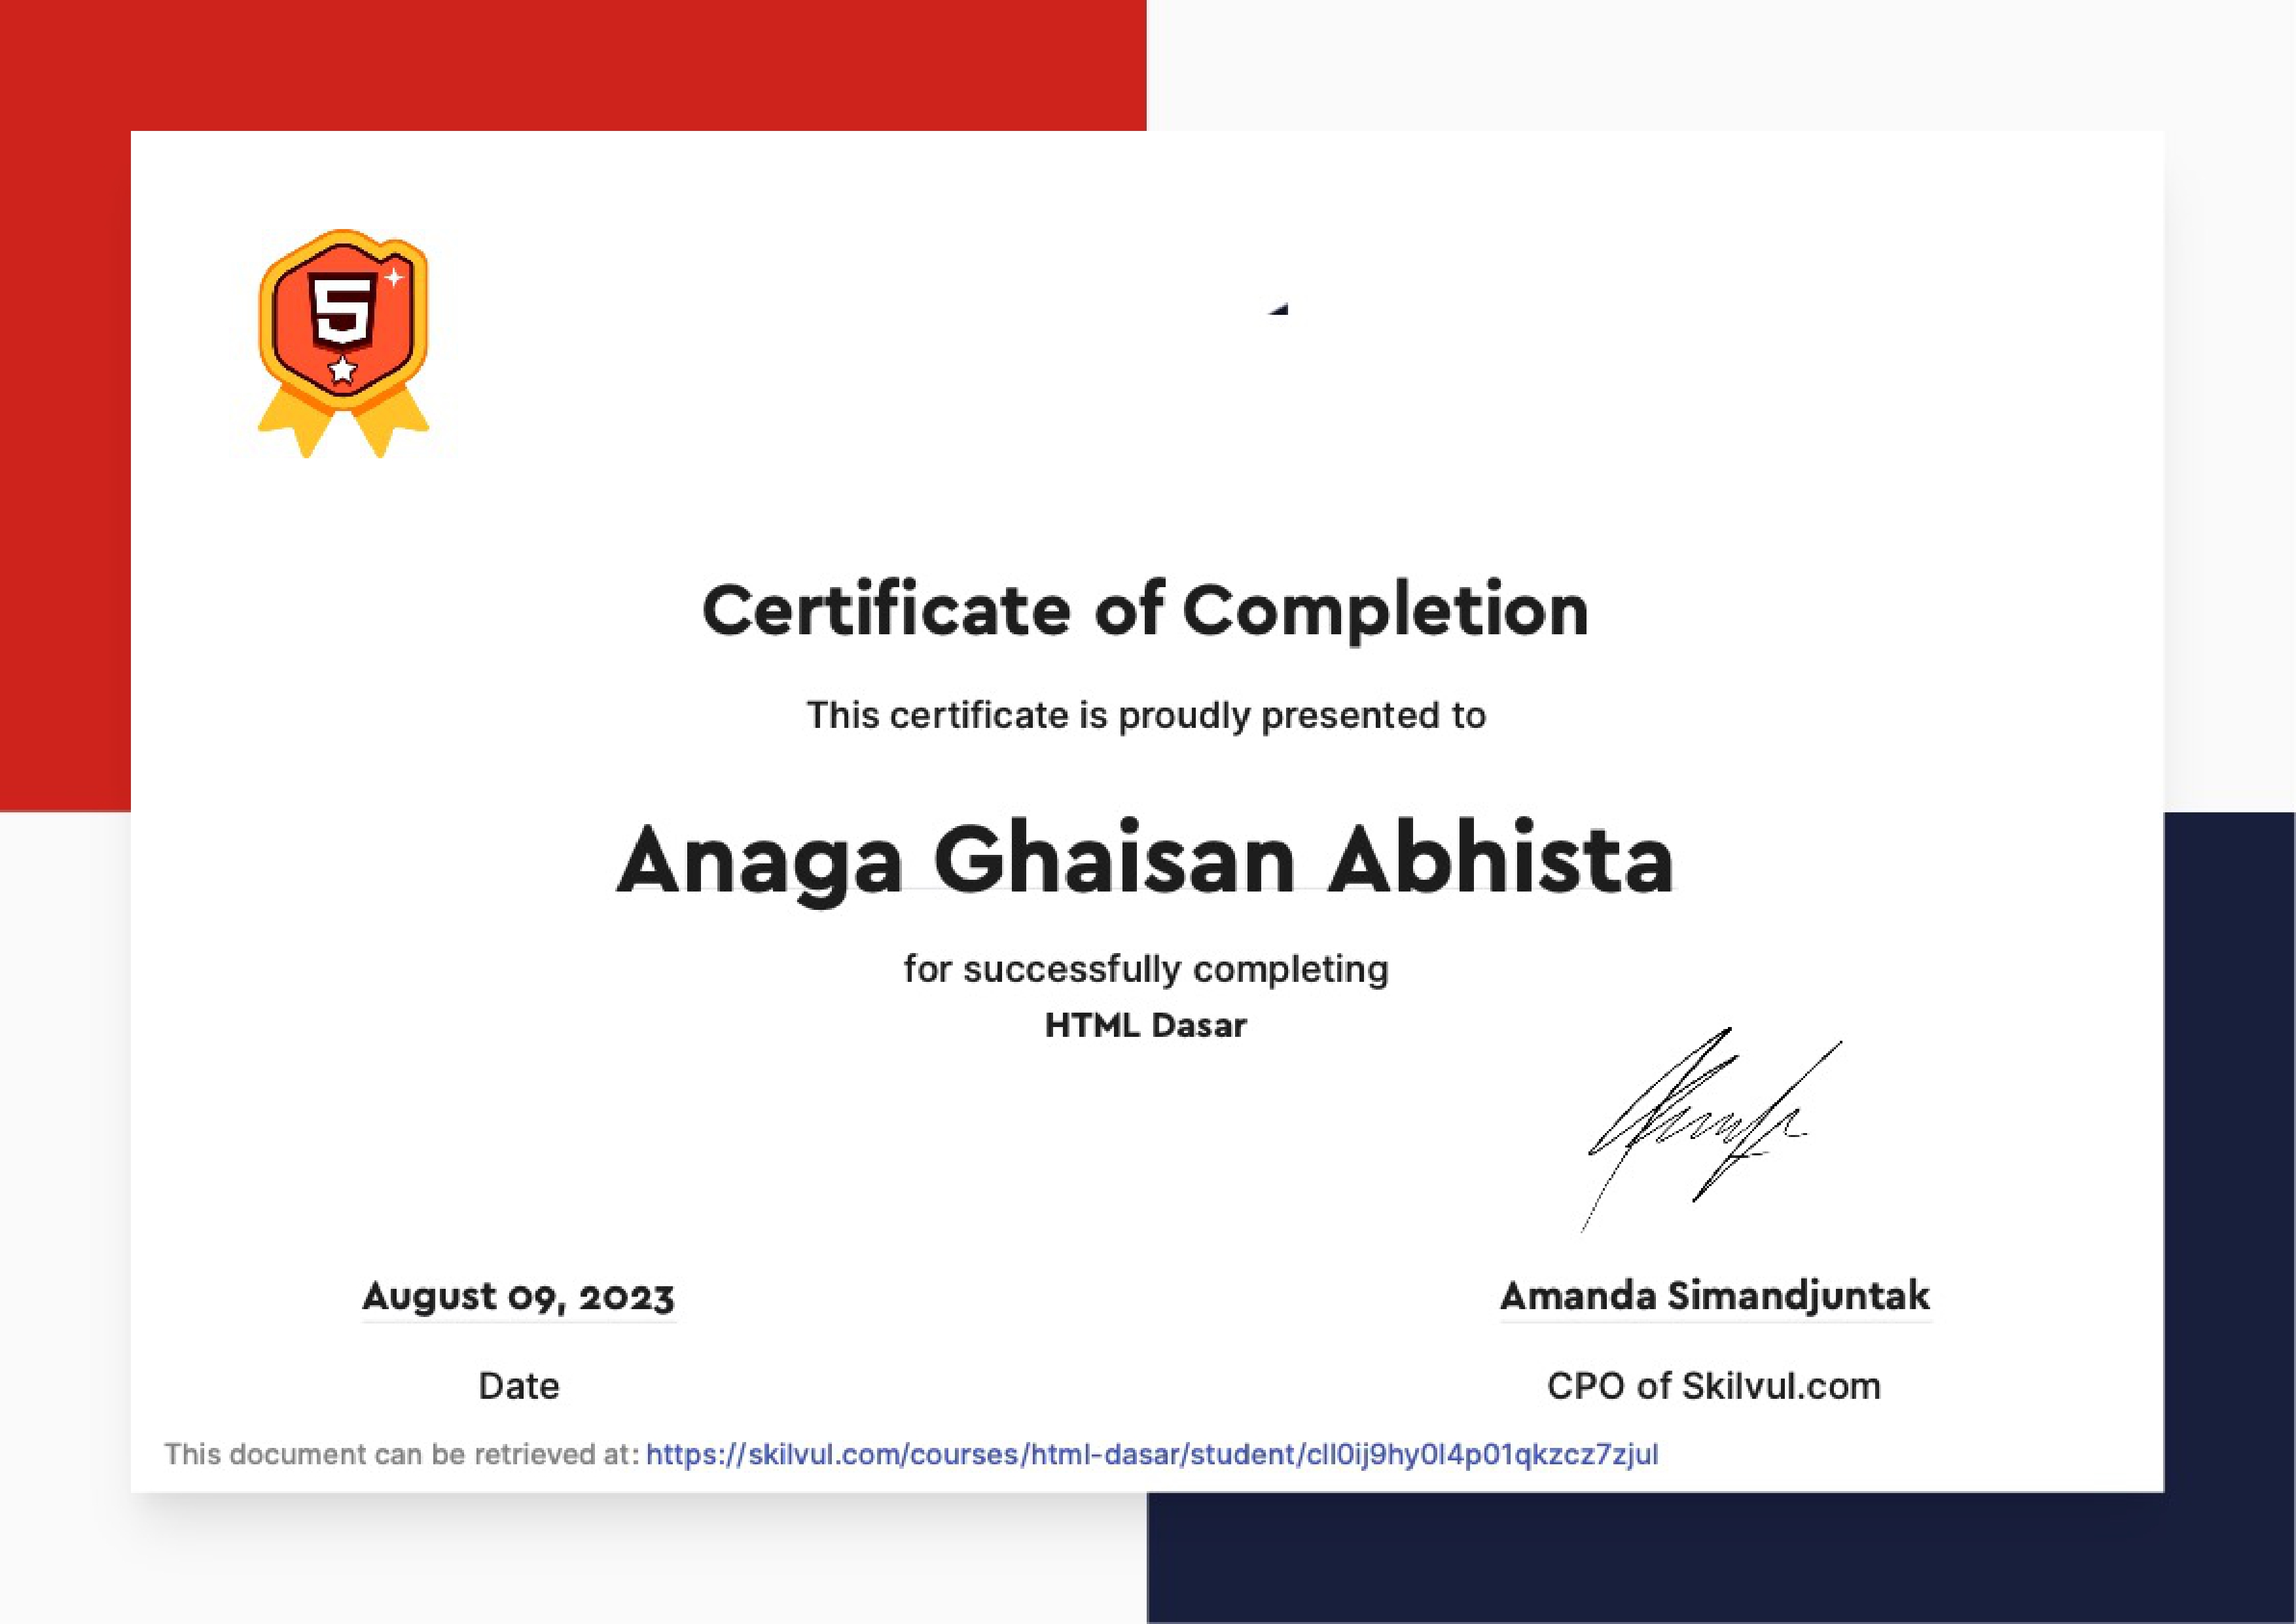 5
Certificate of Completion
This certificate is proudly presented to
Anaga Ghaisan Abhista
for successfully completing
HTML Dasar
August 09, 2023
Amanda Simandjuntak
Date
CPO of Skilvul.com
This document can be retrieved at: https://skilvul.com/courses/html-dasar/student/cll0ij9hy0l4p01qkzcz7zjul